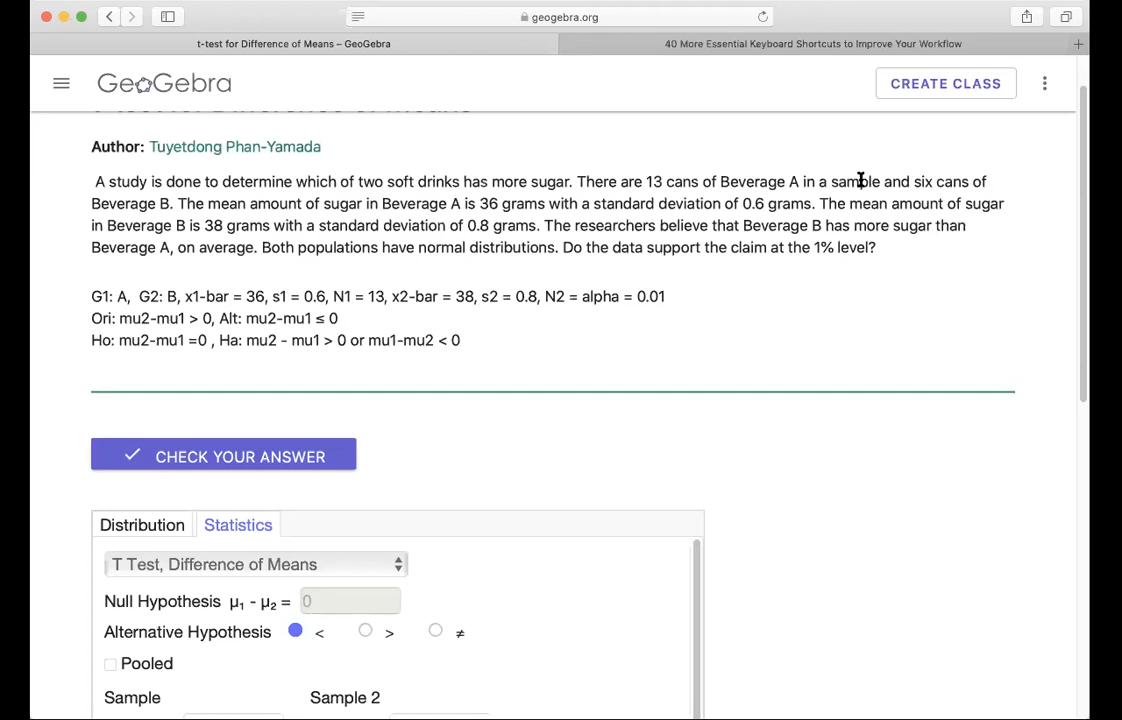 geogebra.org
t-test for Difference of Means – GeoGebra
40 More Essential Keyboard Shortcuts to Improve Your Workflow
GeoGebra
CREATE CLASS
Author: Tuyetdong Phan-Yamada
A study is done to determine which of two soft drinks has more sugar. There are 13 cans of Beverage A in a sample and six cans of
Beverage B. The mean amount of sugar in Beverage A is 36 grams with a standard deviation of 0.6 grams. The mean amount of sugar
in Beverage B is 38 grams with a standard deviation of 0.8 grams. The researchers believe that Beverage B has more sugar than
Beverage A, on average. Both populations have normal distributions. Do the data support the claim at the 1% level?
G1: A, G2: B, x1-bar = 36, s1 = 0.6, N1 = 13, x2-bar = 38, s2 = 0.8, N2 = alpha = 0.01
Ori: mu2-mu1 > 0, Alt: mu2-mu1 ≤ 0
Ho: mu2-mu1 =0 , Ha: mu2 - mu1 > 0 or mu1-mu2 < 0
CHECK YOUR ANSWER
Distribution Statistics
T Test, Difference of Means
Null Hypothesis μ₁ - μ₂ = 0
Alternative Hypothesis < > ≠
Pooled
Sample Sample 2